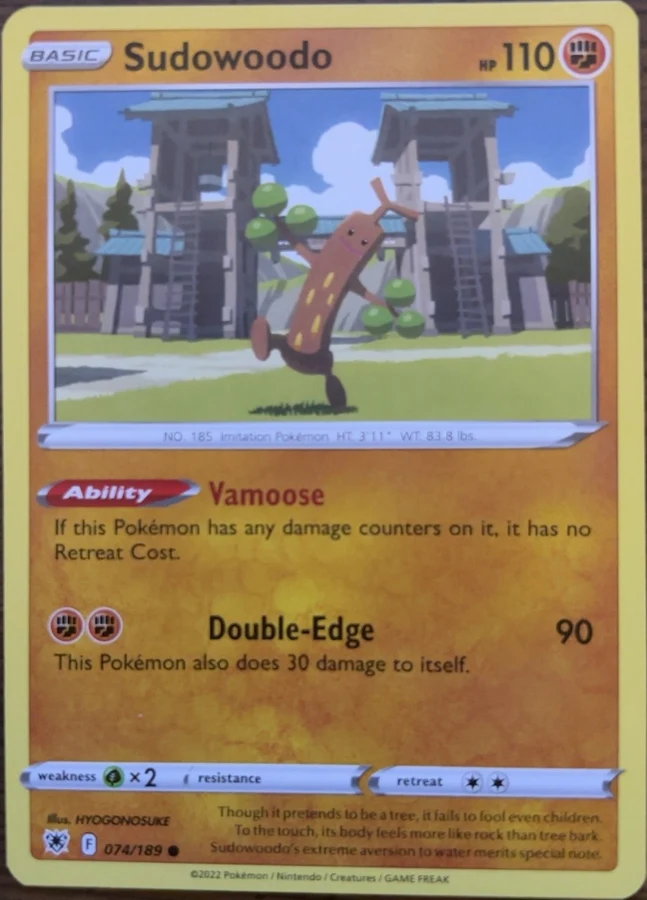 BASIC Sudowoodo HP 110
NO. 185 Imitation Pokémon HT. 3'11" WT. 83.8 lbs.
Ability Vamoose
If this Pokémon has any damage counters on it, it has no
Retreat Cost.
Double-Edge 90
This Pokémon also does 30 damage to itself.
weakness ×2 resistance retreat
Illus. HYOGONOSUKE
F 074/189
Though it pretends to be a tree, it fails to fool even children.
To the touch, its body feels more like rock than tree bark.
Sudowoodo's extreme aversion to water merits special note.
©2022 Pokémon / Nintendo / Creatures / GAME FREAK